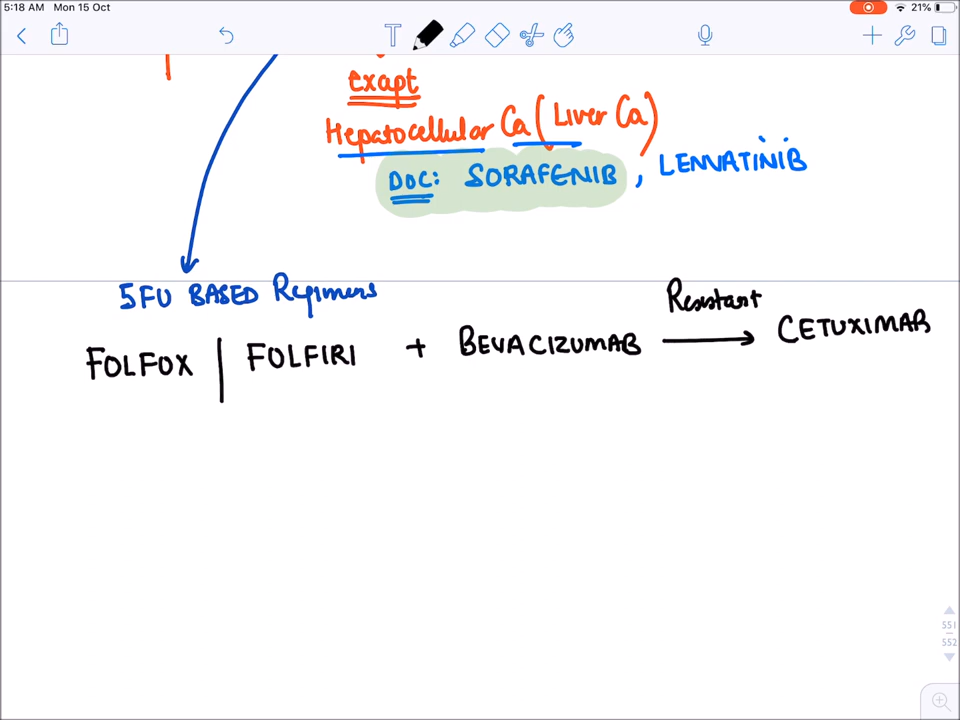 5:18 AM Mon 15 Oct 21%
T
exapt
Hepatocellular Ca (Liver Ca)
DOC: SORAFENIB, LENVATINIB
5FU BASED Regimens
Resistant
FOLFOX | FOLFIRI + BEVACIZUMAB → CETUXIMAB
551
552